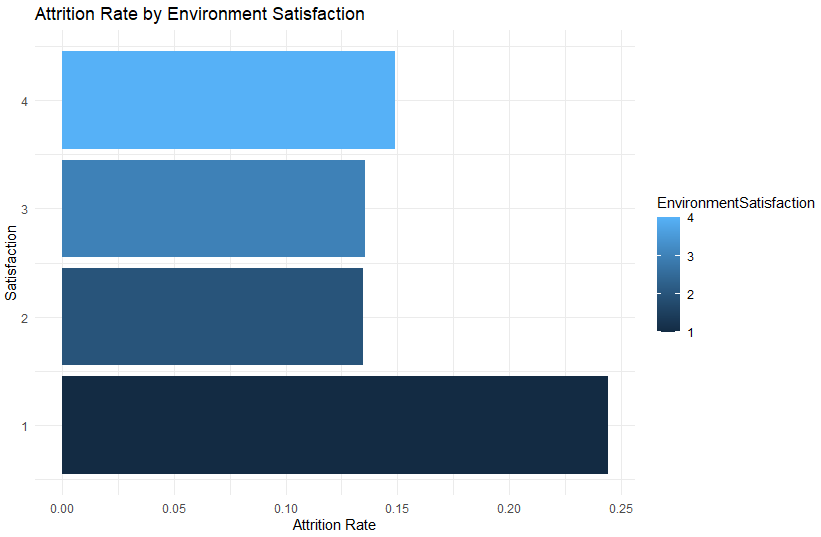 Attrition Rate by Environment Satisfaction
Satisfaction
4
3
2
1
0.00 0.05 0.10 0.15 0.20 0.25
Attrition Rate
EnvironmentSatisfaction
4
3
2
1